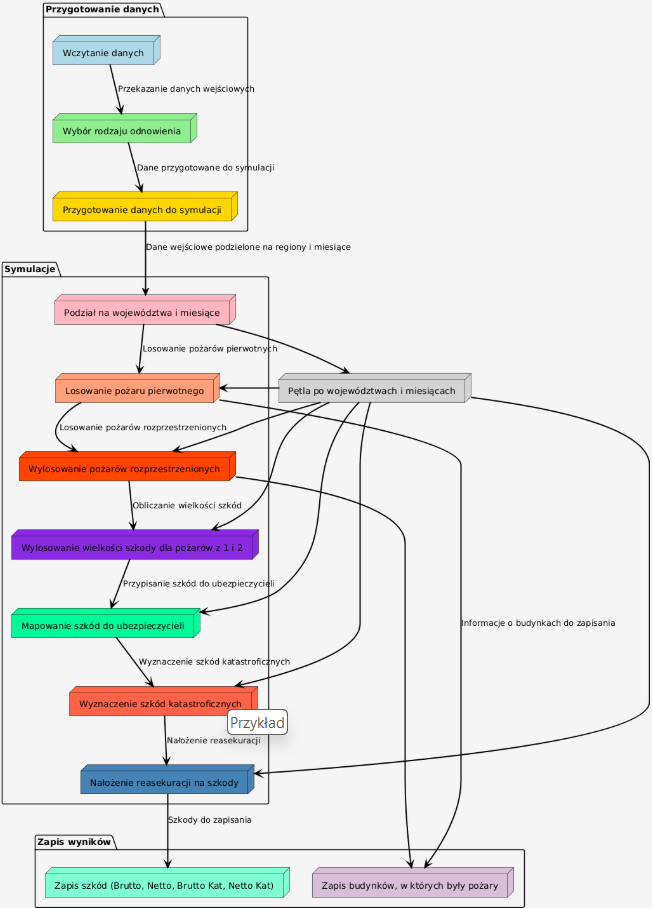 Przygotowanie danych
Wczytanie danych
Przekazanie danych wejściowych
Wybór rodzaju odnowienia
Dane przygotowane do symulacji
Przygotowanie danych do symulacji
Dane wejściowe podzielone na regiony i miesiące
Symulacje
Podział na województwa i miesiące
Losowanie pożarów pierwotnych
Losowanie pożaru pierwotnego
Pętla po województwach i miesiącach
Losowanie pożarów rozprzestrzenionych
Wylosowanie pożarów rozprzestrzenionych
Obliczanie wielkości szkód
Wylosowanie wielkości szkody dla pożarów z 1 i 2
Przypisanie szkód do ubezpieczycieli
Mapowanie szkód do ubezpieczycieli
Informacje o budynkach do zapisania
Wyznaczenie szkód katastroficznych
Wyznaczenie szkód katastroficznych
Przykład
Nałożenie reasekuracji
Nałożenie reasekuracji na szkody
Szkody do zapisania
Zapis wyników
Zapis szkód (Brutto, Netto, Brutto Kat, Netto Kat)
Zapis budynków, w których były pożary